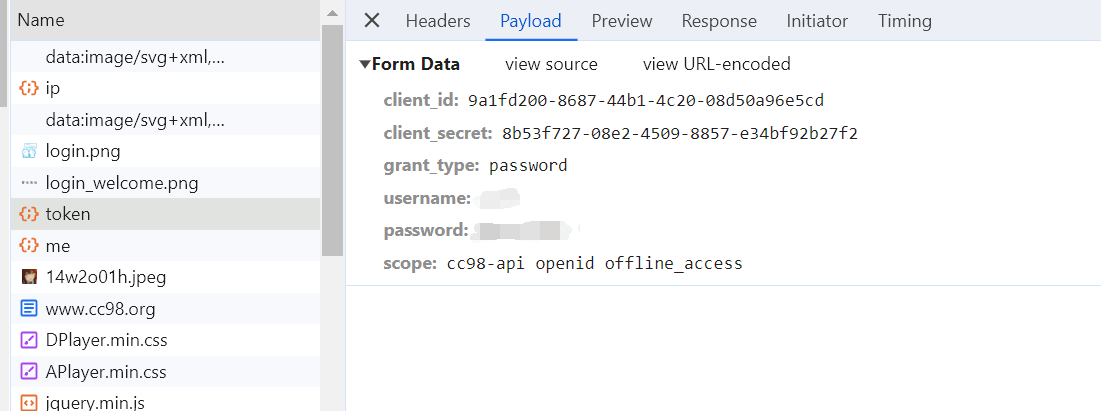 Name
data:image/svg+xml,...
ip
data:image/svg+xml,...
login.png
login_welcome.png
token
me
14w2o01h.jpeg
www.cc98.org
DPlayer.min.css
APlayer.min.css
jquery.min.js
Headers Payload Preview Response Initiator Timing
Form Data view source view URL-encoded
client_id: 9a1fd200-8687-44b1-4c20-08d50a96e5cd
client_secret: 8b53f727-08e2-4509-8857-e34bf92b27f2
grant_type: password
username:
password:
scope: cc98-api openid offline_access